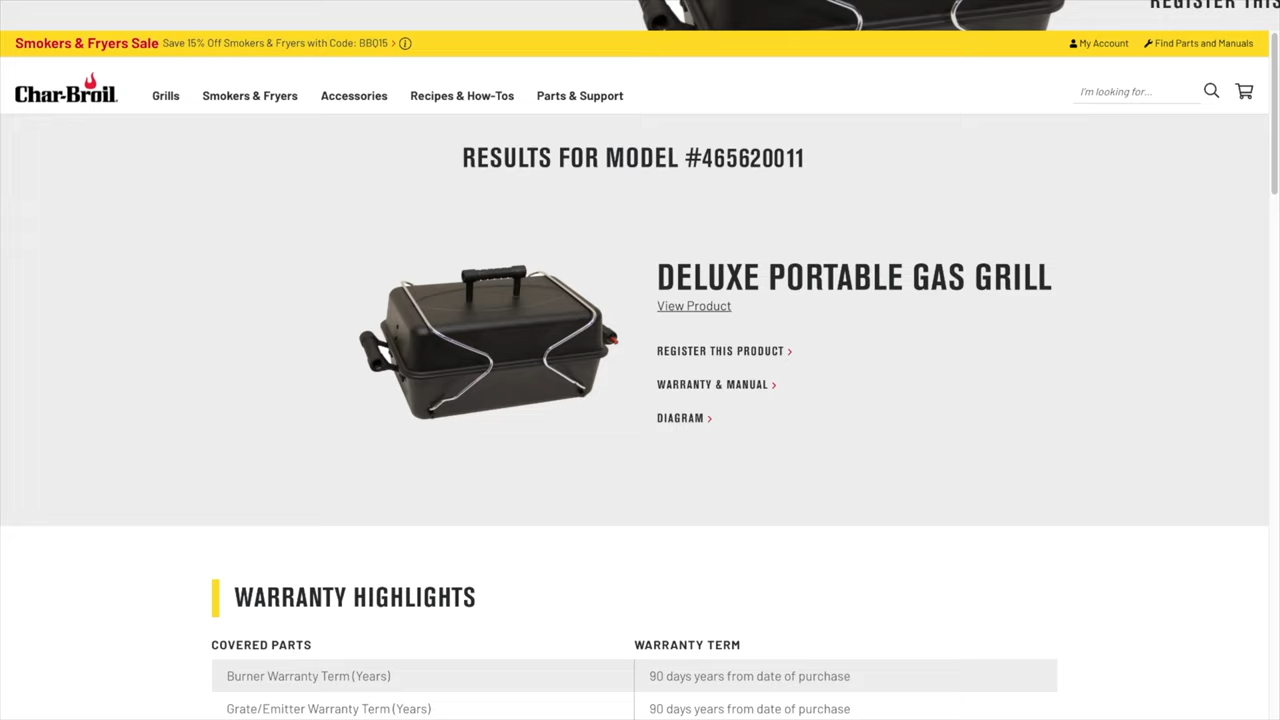 REGISTER THIS
Smokers & Fryers Sale Save 15% Off Smokers & Fryers with Code: BBQ15 > My Account Find Parts and Manuals
Char-Broil Grills Smokers & Fryers Accessories Recipes & How-Tos Parts & Support I'm looking for...
RESULTS FOR MODEL #465620011
DELUXE PORTABLE GAS GRILL
View Product
REGISTER THIS PRODUCT >
WARRANTY & MANUAL >
DIAGRAM >
WARRANTY HIGHLIGHTS
COVERED PARTS WARRANTY TERM
Burner Warranty Term (Years) 90 days years from date of purchase
Grate/Emitter Warranty Term (Years) 90 days years from date of purchase